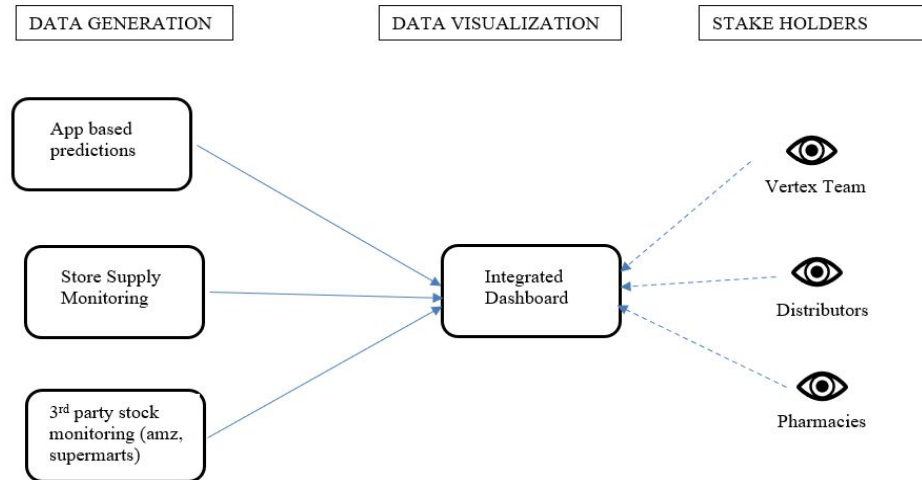 DATA GENERATION
DATA VISUALIZATION
STAKE HOLDERS
App based
predictions
Store Supply
Monitoring
3rd party stock
monitoring (amz,
supermarts)
Integrated
Dashboard
Vertex Team
Distributors
Pharmacies